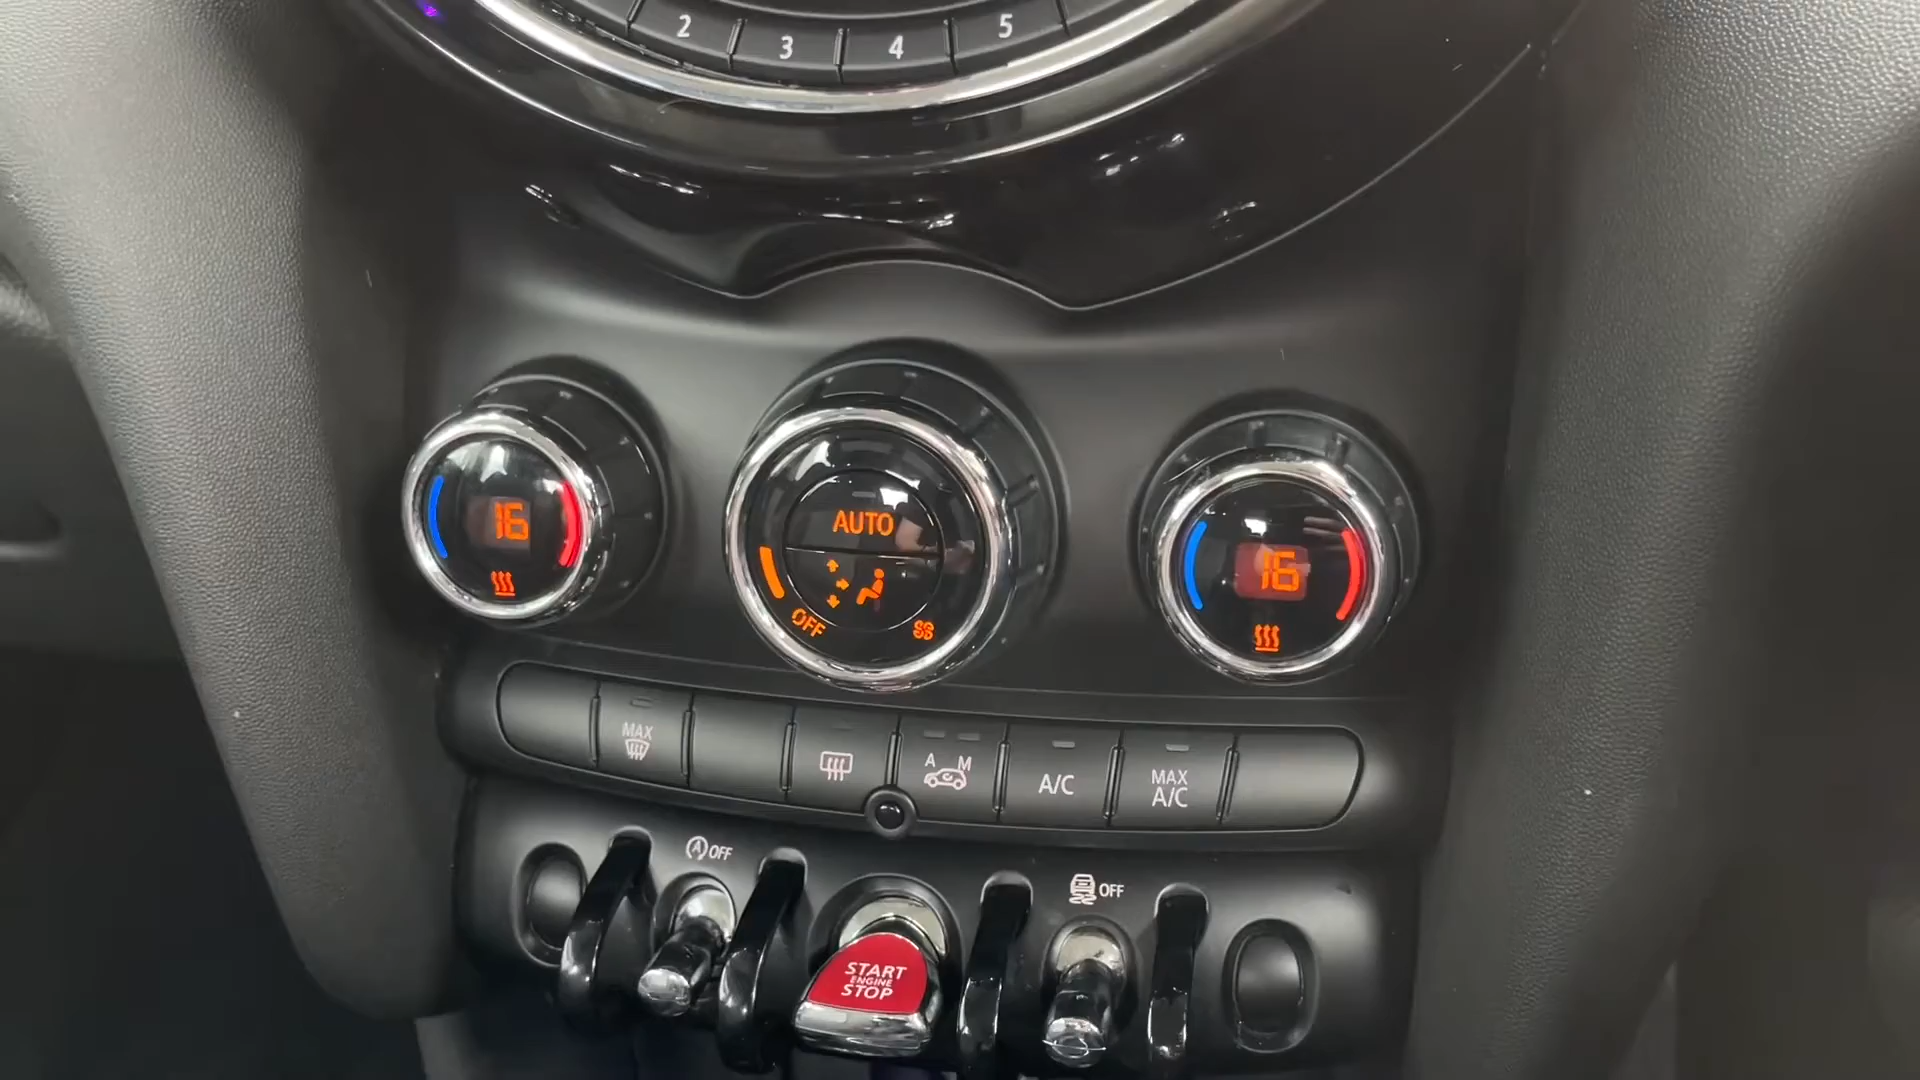 2
3
4
5
16
AUTO
OFF
16
MAX
A M
A/C
MAX
A/C
A OFF
OFF
START
ENGINE
STOP